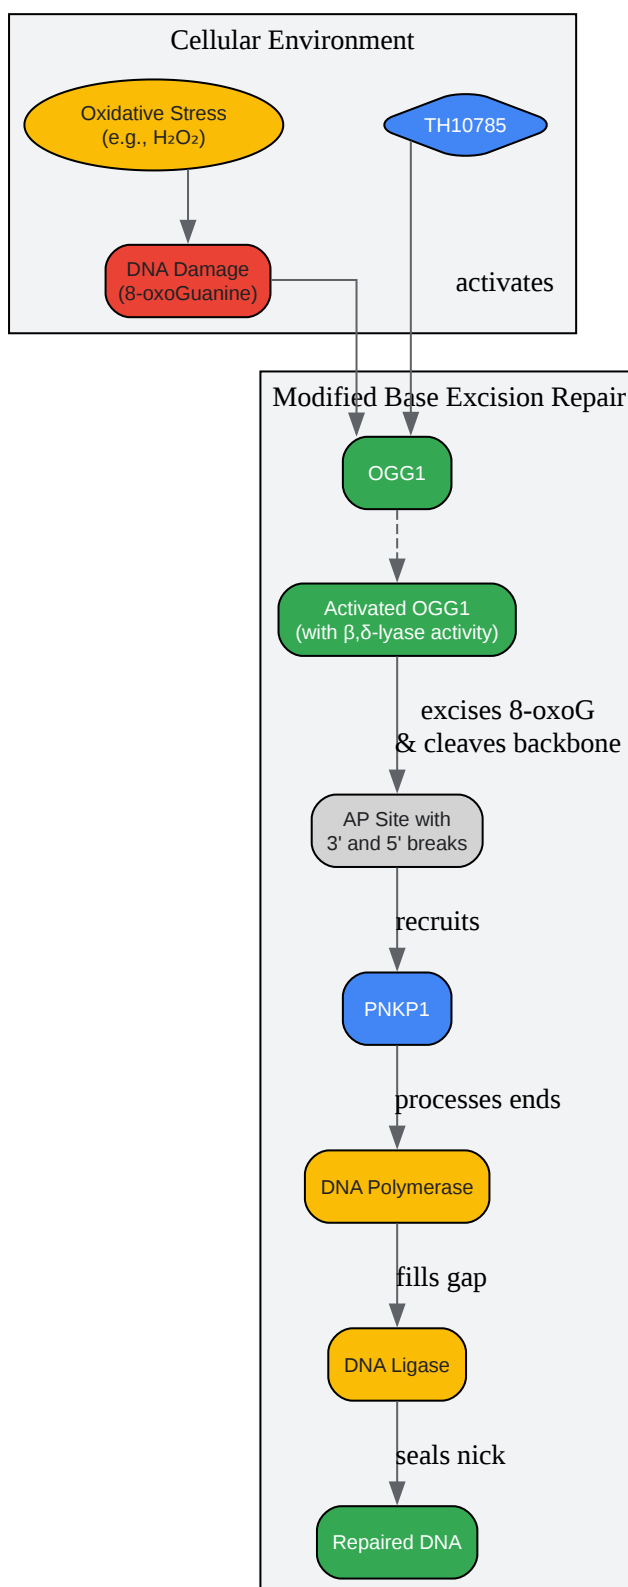 Cellular Environment
Oxidative Stress
(e.g., H₂O₂)
TH10785
DNA Damage
(8-oxoGuanine)
activates
Modified Base Excision Repair
OGG1
Activated OGG1
(with β,δ-lyase activity)
excises 8-oxoG
& cleaves backbone
AP Site with
3' and 5' breaks
recruits
PNKP1
processes ends
DNA Polymerase
fills gap
DNA Ligase
seals nick
Repaired DNA